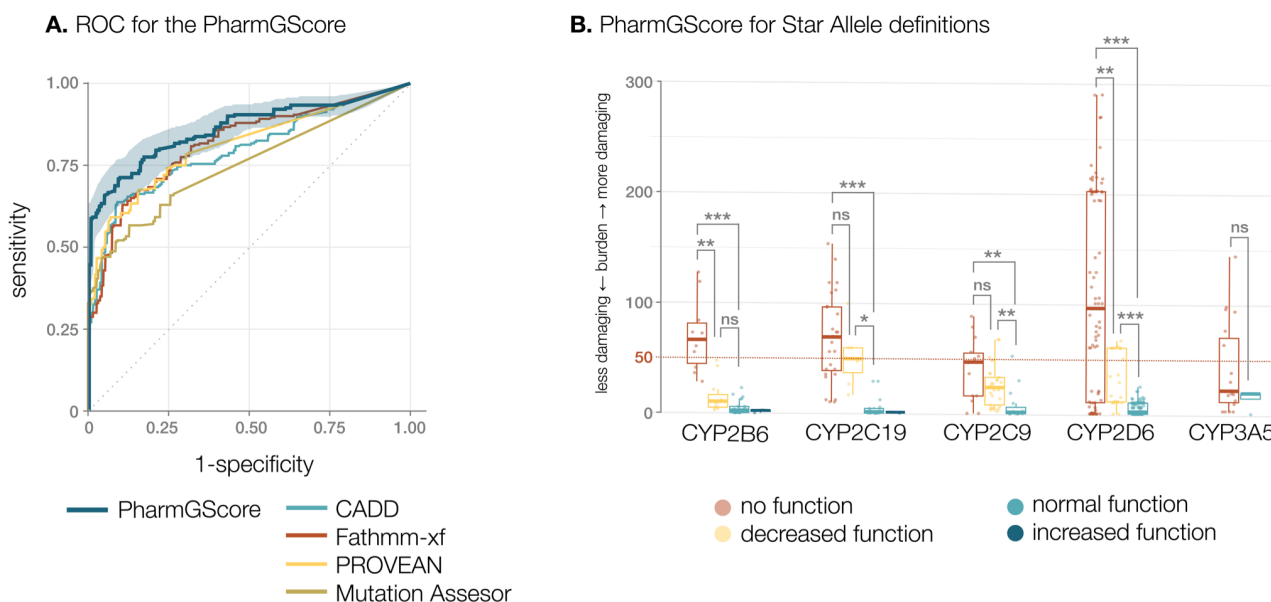 A. ROC for the PharmGScore
1.00
0.75
0.50
0.25
0
sensitivity
0
0.25
0.50
0.75
1.00
1-specificity
PharmGScore
CADD
Fathmm-xf
PROVEAN
Mutation Assesor
B. PharmGScore for Star Allele definitions
less damaging ← burden → more damaging
300
200
100
50
0
***
**
ns
***
ns
*
**
ns
**
***
**
***
ns
CYP2B6
CYP2C19
CYP2C9
CYP2D6
CYP3A5
no function
decreased function
normal function
increased function